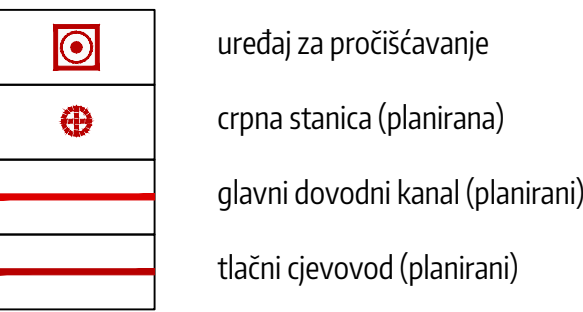 uređaj za pročišćavanje
crpna stanica (planirana)
glavni dovodni kanal (planirani)
tlačni cjevovod (planirani)